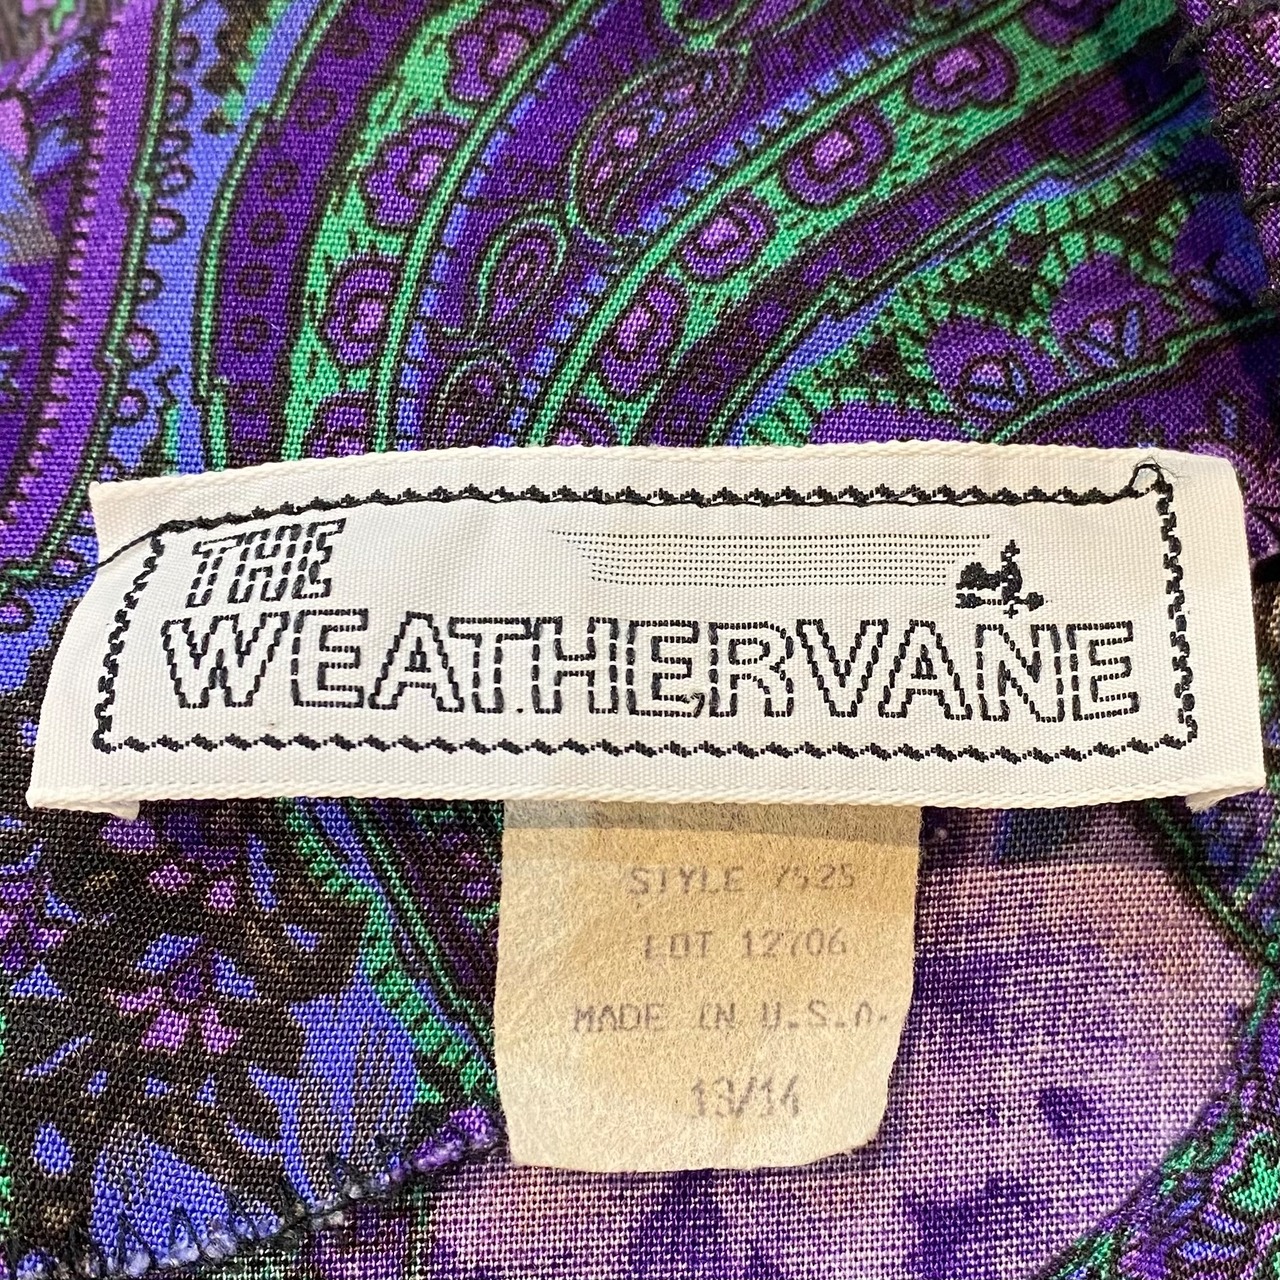 THE
WEATHERVANE
STYLE 7525
LOT 12706
MADE IN U.S.A.
13/14